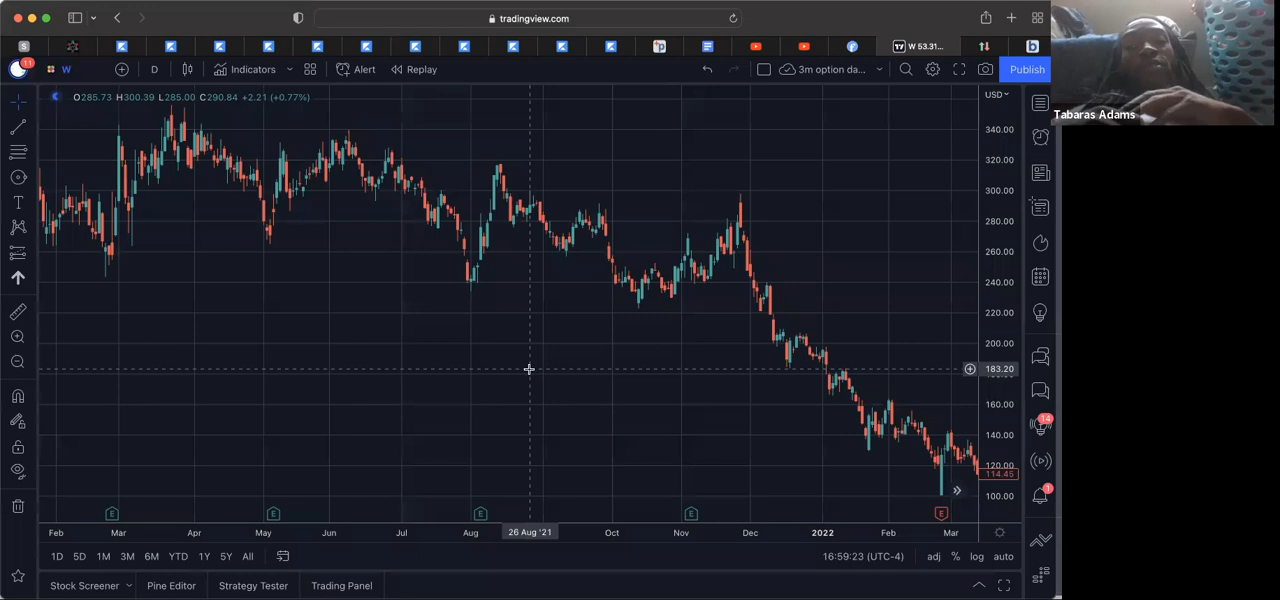 tradingview.com
W 53.31...
11
W
D
Indicators
Alert
Replay
3m option da...
Publish
Tabaras Adams
O285.73 H300.39 L285.00 C290.84 +2.21 (+0.77%)
USD
340.00
320.00
300.00
280.00
260.00
240.00
220.00
200.00
183.20
160.00
140.00
120.00
114.45
100.00
14
1
E E E E E
Feb Mar Apr May Jun Jul Aug 26 Aug '21 Oct Nov Dec 2022 Feb Mar
1D 5D 1M 3M 6M YTD 1Y 5Y All
16:59:23 (UTC-4) adj % log auto
Stock Screener Pine Editor Strategy Tester Trading Panel